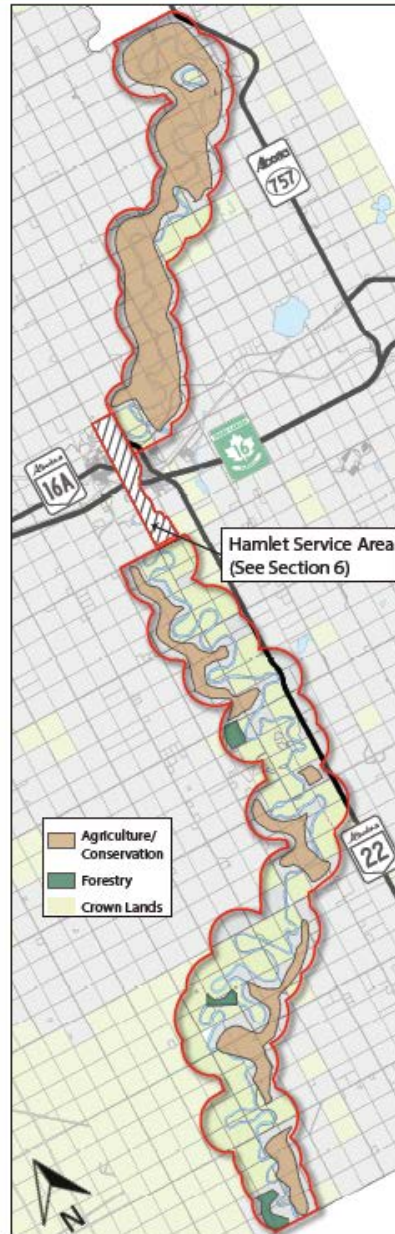 Alberta
757
16
Alberta
16A
Hamlet Service Area
(See Section 6)
Agriculture/
Conservation
Forestry
Crown Lands
Alberta
22
N